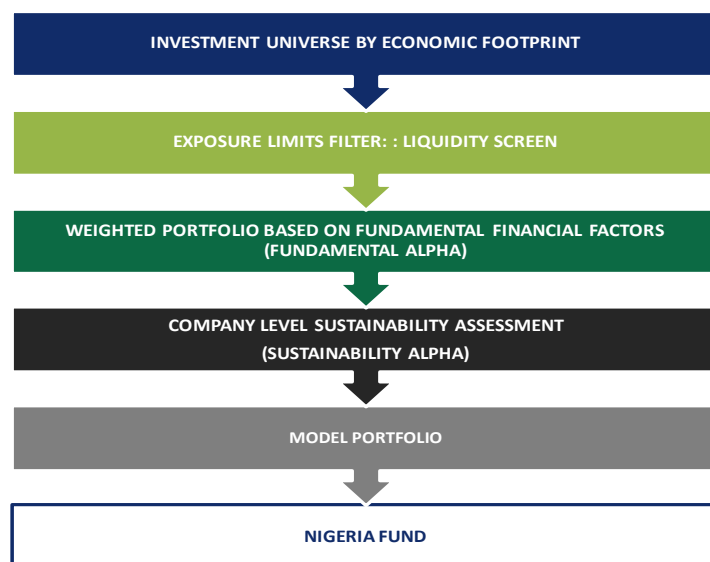 INVESTMENT UNIVERSE BY ECONOMIC FOOTPRINT
EXPOSURE LIMITS FILTER: : LIQUIDITY SCREEN
WEIGHTED PORTFOLIO BASED ON FUNDAMENTAL FINANCIAL FACTORS
(FUNDAMENTAL ALPHA)
COMPANY LEVEL SUSTAINABILITY ASSESSMENT
(SUSTAINABILITY ALPHA)
MODEL PORTFOLIO
NIGERIA FUND